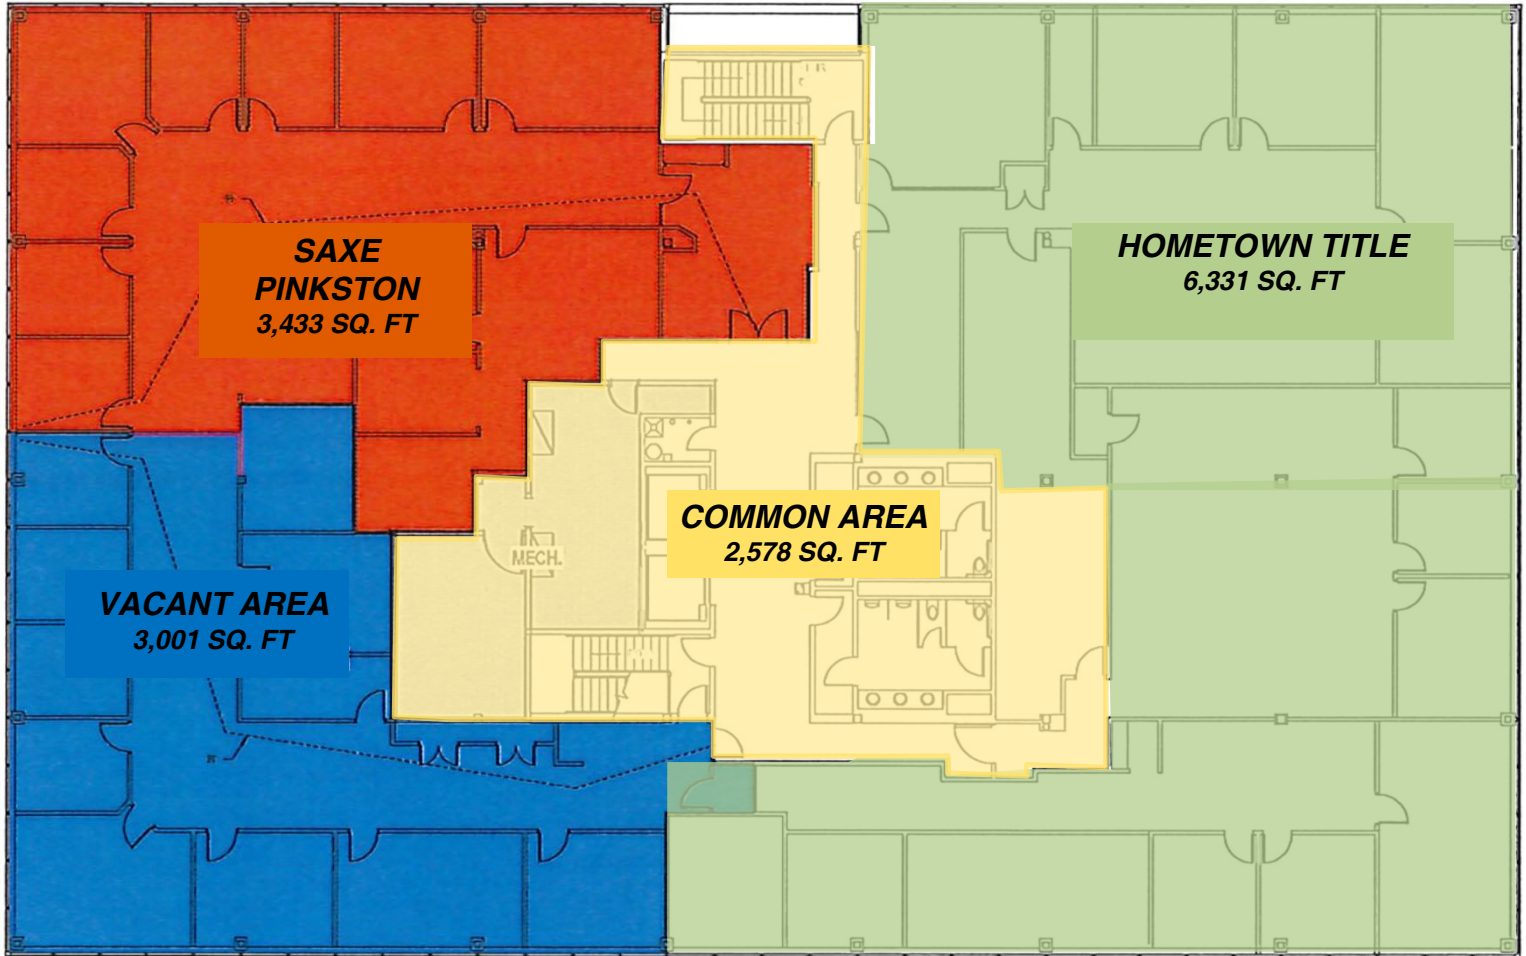 SAXE
PINKSTON
3,433 SQ. FT
HOMETOWN TITLE
6,331 SQ. FT
COMMON AREA
2,578 SQ. FT
MECH.
VACANT AREA
3,001 SQ. FT